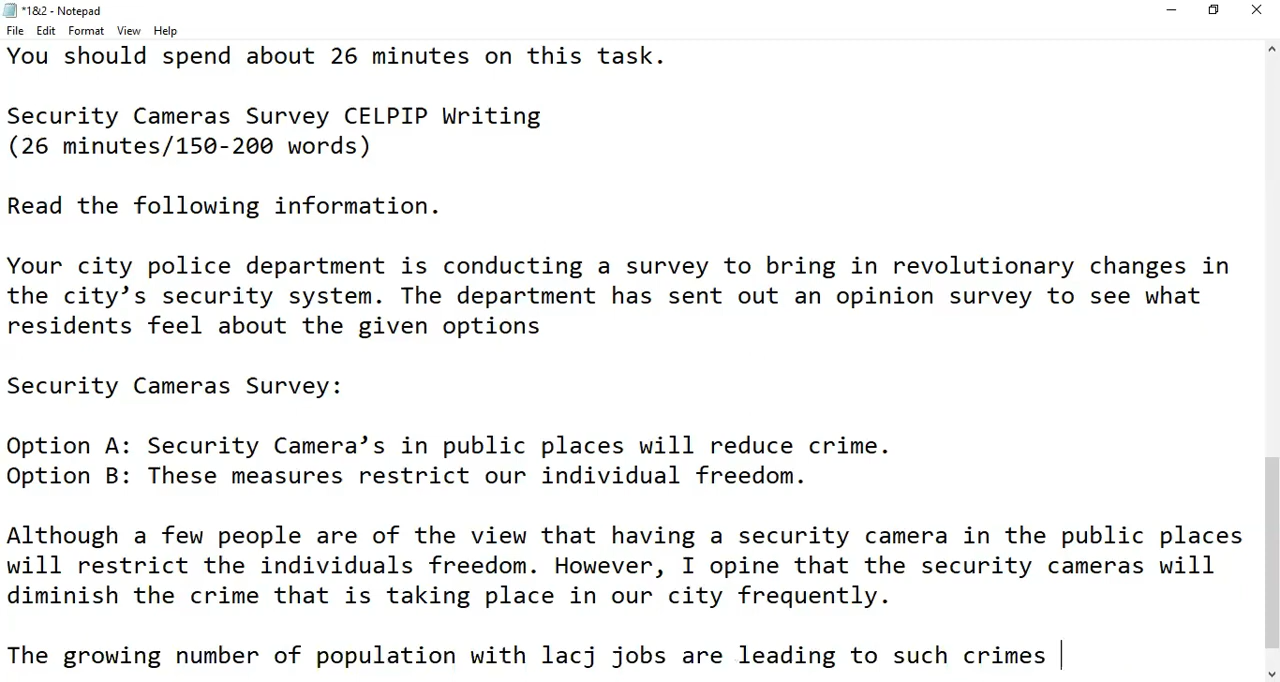 *1&2 - Notepad
File Edit Format View Help
You should spend about 26 minutes on this task.
Security Cameras Survey CELPIP Writing
(26 minutes/150-200 words)
Read the following information.
Your city police department is conducting a survey to bring in revolutionary changes in
the city’s security system. The department has sent out an opinion survey to see what
residents feel about the given options
Security Cameras Survey:
Option A: Security Camera’s in public places will reduce crime.
Option B: These measures restrict our individual freedom.
Although a few people are of the view that having a security camera in the public places
will restrict the individuals freedom. However, I opine that the security cameras will
diminish the crime that is taking place in our city frequently.
The growing number of population with lacj jobs are leading to such crimes